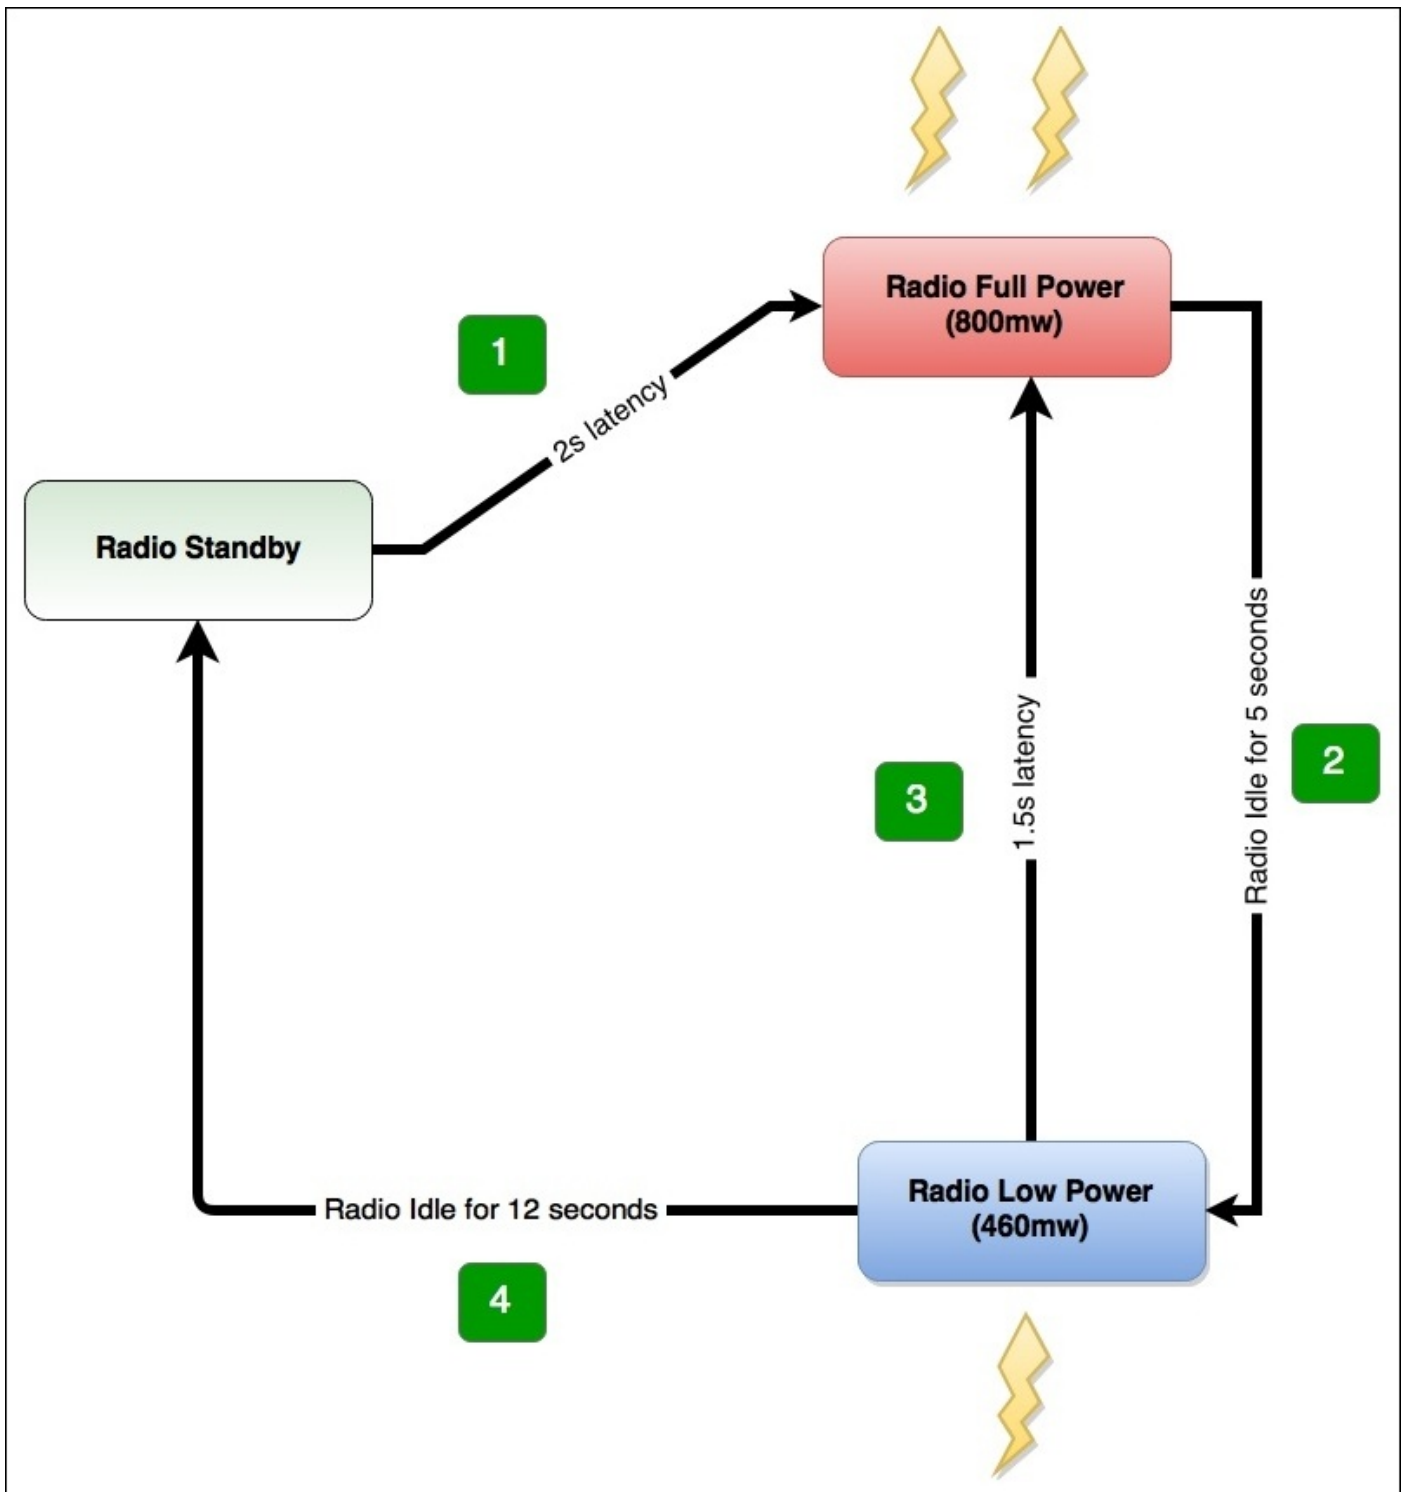 Radio Full Power
(800mw)
1
2s latency
Radio Standby
Radio Idle for 5 seconds
2
3
1.5s latency
Radio Low Power
(460mw)
Radio Idle for 12 seconds
4